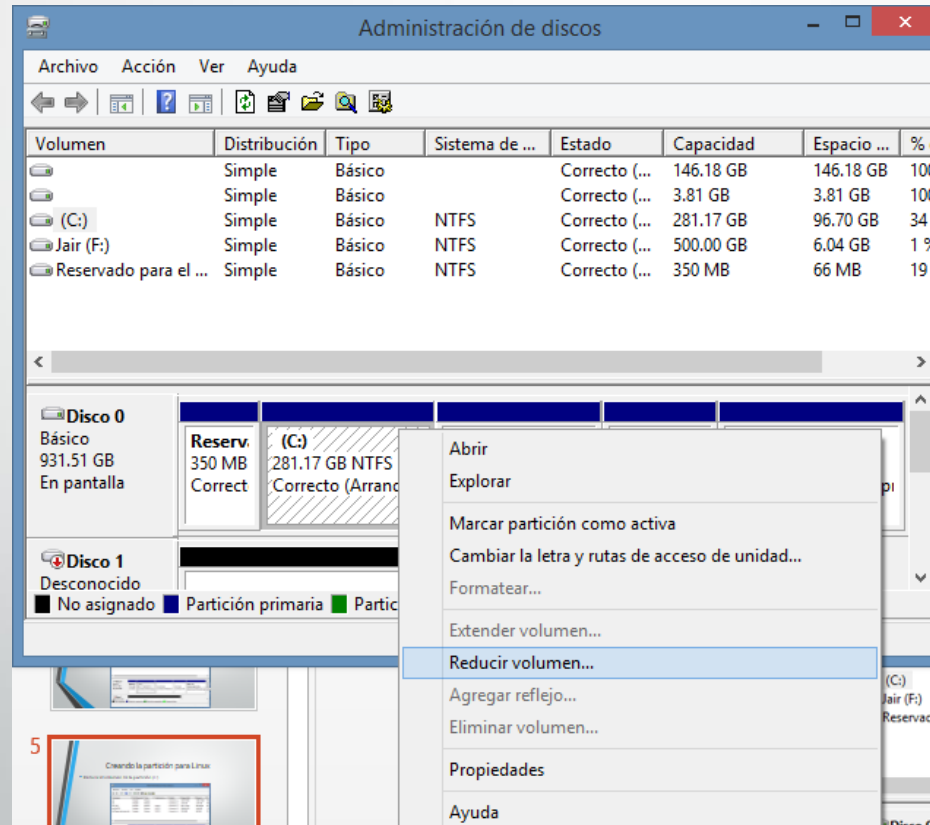 Administración de discos
Archivo Acción Ver Ayuda
Volumen Distribución Tipo Sistema de ... Estado Capacidad Espacio ... %
Simple Básico Correcto (... 146.18 GB 146.18 GB 100
Simple Básico Correcto (... 3.81 GB 3.81 GB 100
(C:) Simple Básico NTFS Correcto (... 281.17 GB 96.70 GB 34
Jair (F:) Simple Básico NTFS Correcto (... 500.00 GB 6.04 GB 1 %
Reservado para el ... Simple Básico NTFS Correcto (... 350 MB 66 MB 19
Disco 0
Básico
931.51 GB
En pantalla
Reserv
350 MB
Correct
(C:)
281.17 GB NTFS
Correcto (Arranc
Disco 1
Desconocido
No asignado Partición primaria Partic
Abrir
Explorar
Marcar partición como activa
Cambiar la letra y rutas de acceso de unidad...
Formatear...
Extender volumen...
Reducir volumen...
Agregar reflejo...
Eliminar volumen...
Propiedades
Ayuda
(C:)
Jair (F:)
Reservad
5
Creando la partición para Linux